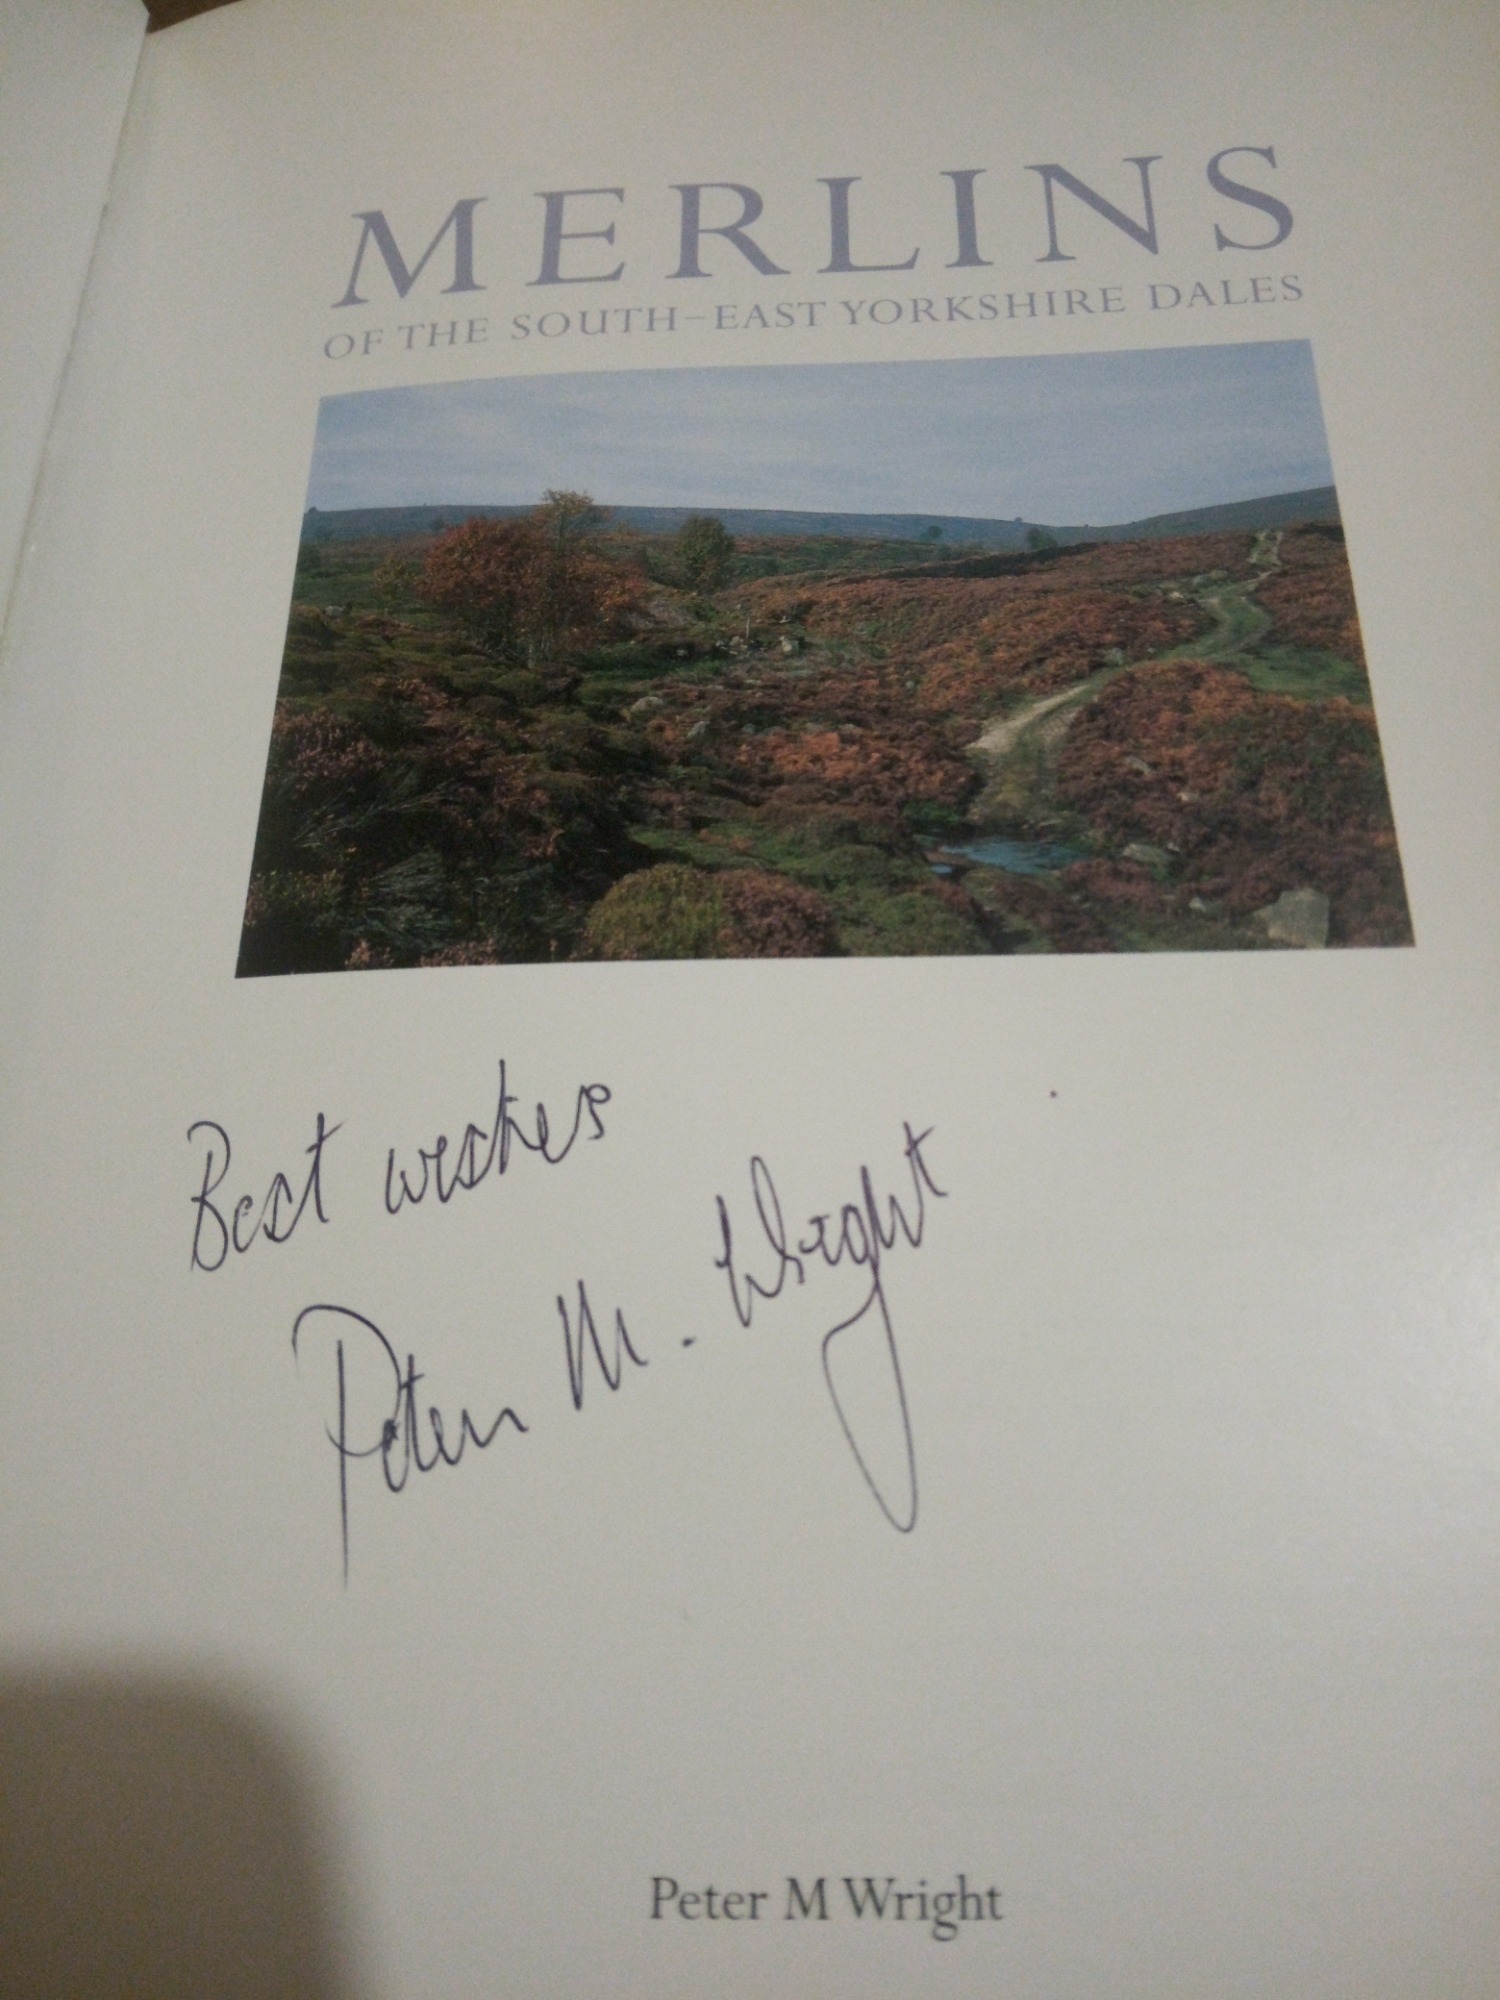 MERLINS
OF THE SOUTH-EAST YORKSHIRE DALES
Best wishes
Peter M. Wright
Peter M Wright